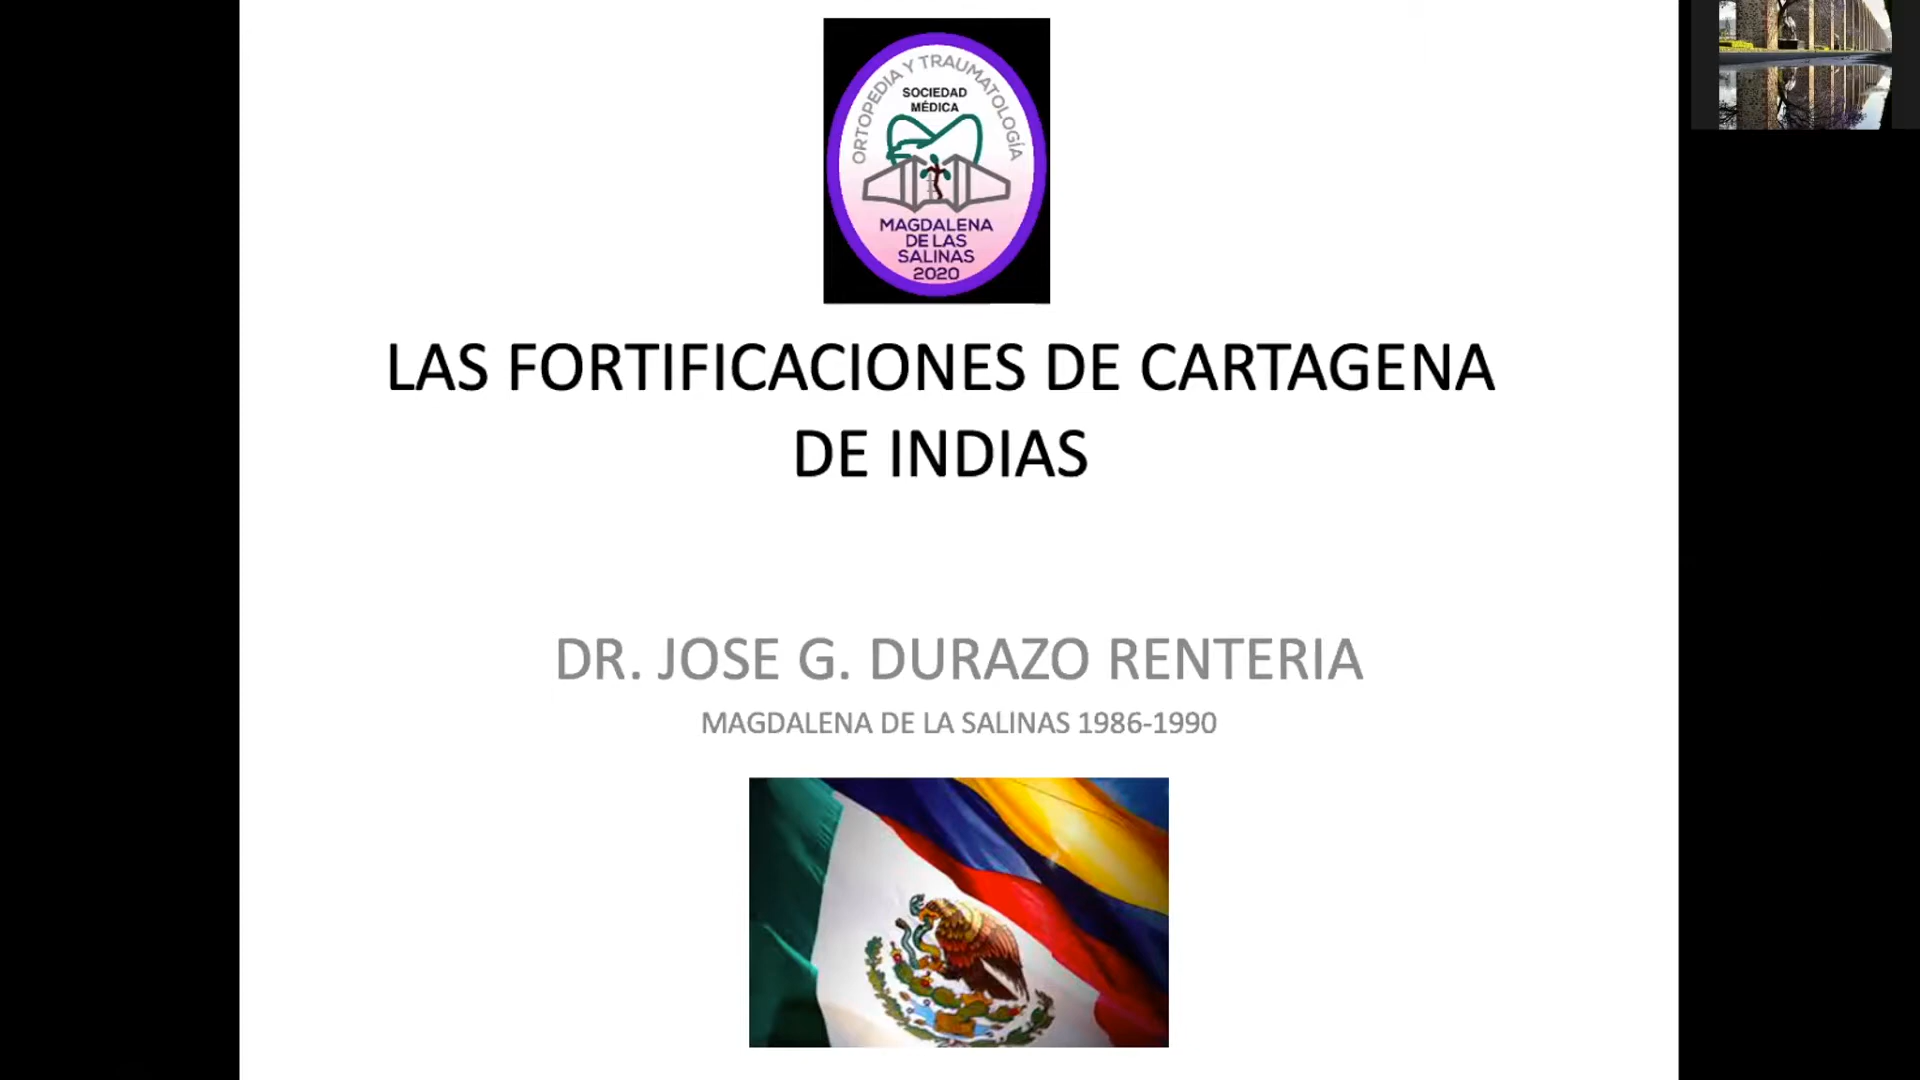 ORTOPEDIA Y TRAUMATOLOGÍA
SOCIEDAD
MÉDICA
MAGDALENA
DE LAS
SALINAS
2020
LAS FORTIFICACIONES DE CARTAGENA
DE INDIAS
DR. JOSE G. DURAZO RENTERIA
MAGDALENA DE LA SALINAS 1986-1990